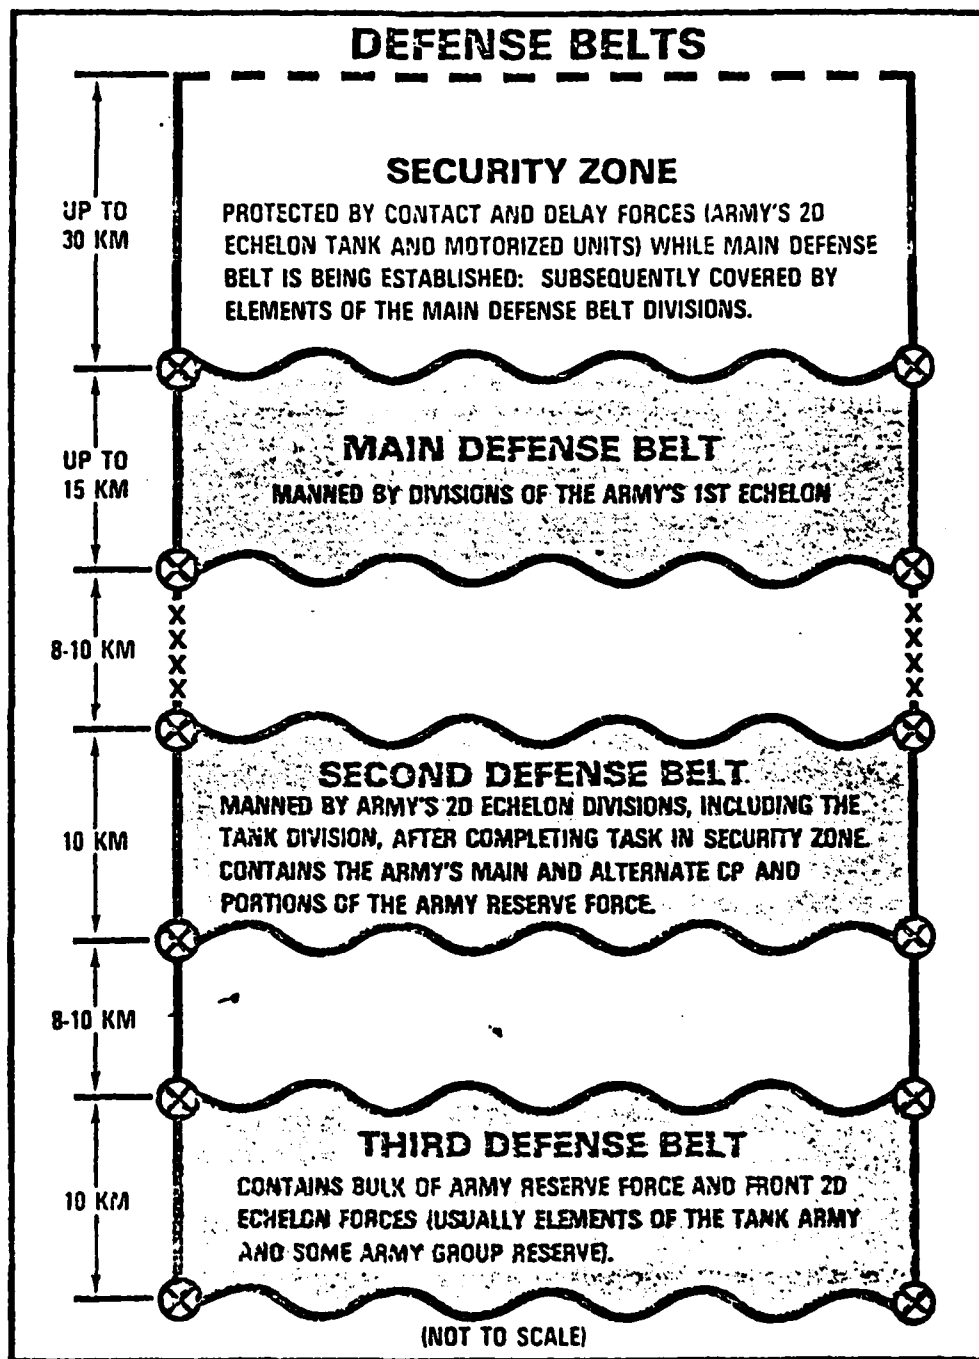 DEFENSE BELTS
UP TO
30 KM
SECURITY ZONE
PROTECTED BY CONTACT AND DELAY FORCES (ARMY'S 2D
ECHELON TANK AND MOTORIZED UNITS) WHILE MAIN DEFENSE
BELT IS BEING ESTABLISHED: SUBSEQUENTLY COVERED BY
ELEMENTS OF THE MAIN DEFENSE BELT DIVISIONS.
UP TO
15 KM
MAIN DEFENSE BELT
MANNED BY DIVISIONS OF THE ARMY'S 1ST ECHELON
8-10 KM
X X
X X
X X
X X
10 KM
SECOND DEFENSE BELT.
MANNED BY ARMY'S 2D ECHELON DIVISIONS, INCLUDING THE
TANK DIVISION, AFTER COMPLETING TASK IN SECURITY ZONE.
CONTAINS THE ARMY'S MAIN AND ALTERNATE CP AND
PORTIONS OF THE ARMY RESERVE FORCE.
8-10 KM
10 KM
THIRD DEFENSE BELT
CONTAINS BULK OF ARMY RESERVE FORCE AND FRONT 2D
ECHELON FORCES (USUALLY ELEMENTS OF THE TANK ARMY
AND SOME ARMY GROUP RESERVE).
(NOT TO SCALE)